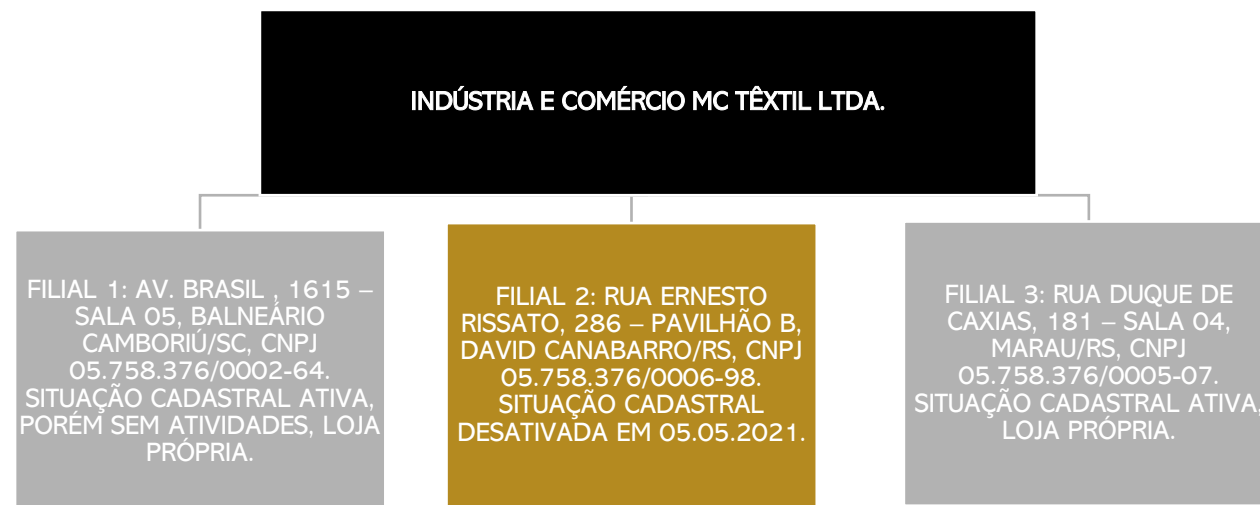 INDÚSTRIA E COMÉRCIO MC TÊXTIL LTDA.
FILIAL 1: AV. BRASIL , 1615 –
SALA 05, BALNEÁRIO
CAMBORIÚ/SC, CNPJ
05.758.376/0002-64.
SITUAÇÃO CADASTRAL ATIVA,
PORÉM SEM ATIVIDADES, LOJA
PRÓPRIA.
FILIAL 2: RUA ERNESTO
RISSATO, 286 – PAVILHÃO B,
DAVID CANABARRO/RS, CNPJ
05.758.376/0006-98.
SITUAÇÃO CADASTRAL
DESATIVADA EM 05.05.2021.
FILIAL 3: RUA DUQUE DE
CAXIAS, 181 – SALA 04,
MARAU/RS, CNPJ
05.758.376/0005-07.
SITUAÇÃO CADASTRAL ATIVA,
LOJA PRÓPRIA.